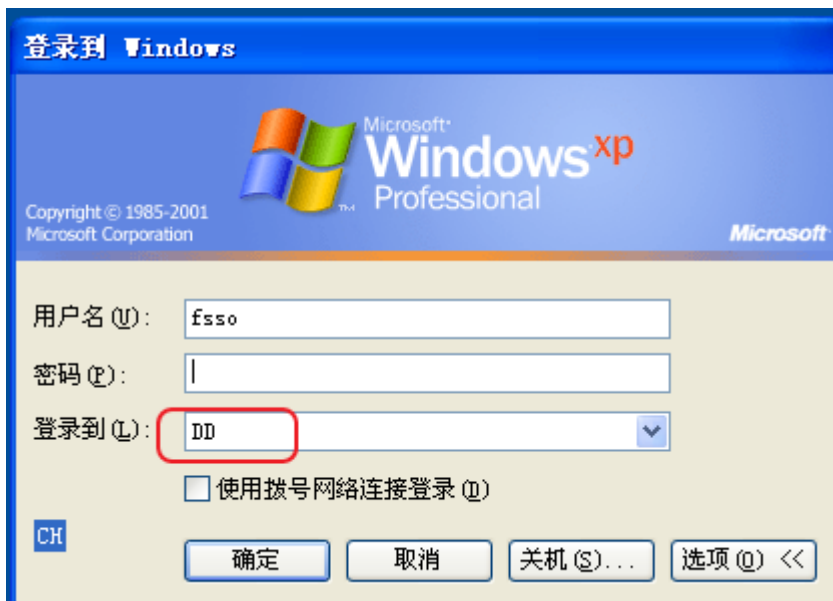 登录到 Windows
Microsoft
Windows xp
Professional
Copyright © 1985-2001
Microsoft Corporation
Microsoft
用户名(U): fsso
密码(P):
登录到(L): DD
使用拨号网络连接登录(D)
CH
确定 取消 关机(S)... 选项(O) <<